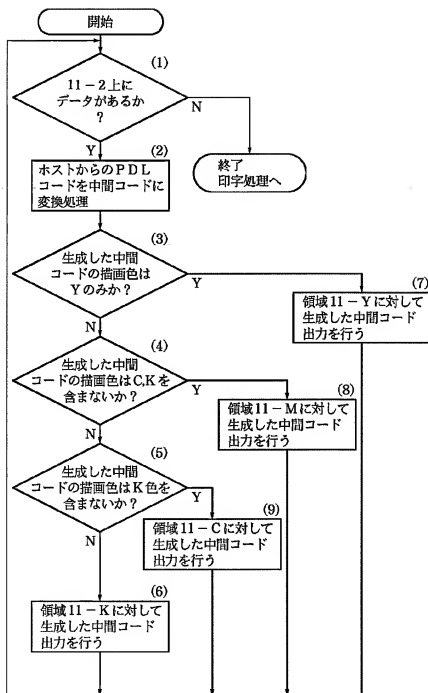 開始
(1)
11-2上に
データがあるか
?
N
Y
終了
印字処理へ
(2)
ホストからのPDL
コードを中間コードに
変換処理
(3)
生成した中間
コードの描画色は
Yのみか?
Y
N
(7)
領域11-Yに対して
生成した中間コード
出力を行う
(4)
生成した中間
コードの描画色はC,Kを
含まないか?
Y
N
(8)
領域11-Mに対して
生成した中間コード
出力を行う
(5)
生成した中間
コードの描画色はK色を
含まないか?
Y
N
(9)
領域11-Cに対して
生成した中間コード
出力を行う
(6)
領域11-Kに対して
生成した中間コード
出力を行う